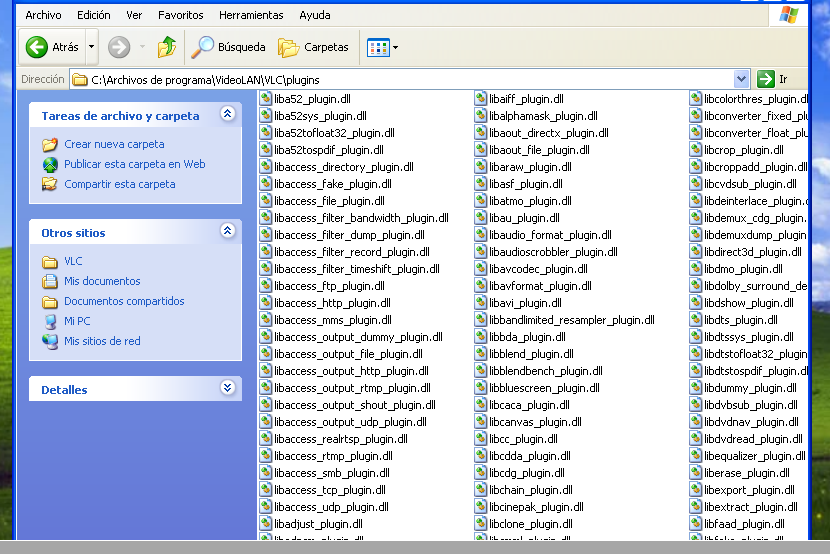 Archivo Edición Ver Favoritos Herramientas Ayuda
Atrás Búsqueda Carpetas
Dirección C:\Archivos de programa\VideoLAN\VLC\plugins Ir
Tareas de archivo y carpeta
Crear nueva carpeta
Publicar esta carpeta en Web
Compartir esta carpeta
Otros sitios
VLC
Mis documentos
Documentos compartidos
Mi PC
Mis sitios de red
Detalles
liba52_plugin.dll
liba52sys_plugin.dll
liba52tofloat32_plugin.dll
liba52tospdif_plugin.dll
libaccess_directory_plugin.dll
libaccess_fake_plugin.dll
libaccess_file_plugin.dll
libaccess_filter_bandwidth_plugin.dll
libaccess_filter_dump_plugin.dll
libaccess_filter_record_plugin.dll
libaccess_filter_timeshift_plugin.dll
libaccess_ftp_plugin.dll
libaccess_http_plugin.dll
libaccess_mms_plugin.dll
libaccess_output_dummy_plugin.dll
libaccess_output_file_plugin.dll
libaccess_output_http_plugin.dll
libaccess_output_rtmp_plugin.dll
libaccess_output_shout_plugin.dll
libaccess_output_udp_plugin.dll
libaccess_realrtsp_plugin.dll
libaccess_rtmp_plugin.dll
libaccess_smb_plugin.dll
libaccess_tcp_plugin.dll
libaccess_udp_plugin.dll
libadjust_plugin.dll
libaiff_plugin.dll
libalphamask_plugin.dll
libaout_directx_plugin.dll
libaout_file_plugin.dll
libaraw_plugin.dll
libasf_plugin.dll
libatmo_plugin.dll
libau_plugin.dll
libaudio_format_plugin.dll
libaudioscrobbler_plugin.dll
libavcodec_plugin.dll
libavformat_plugin.dll
libavi_plugin.dll
libbandlimited_resampler_plugin.dll
libbda_plugin.dll
libblend_plugin.dll
libblendbench_plugin.dll
libbluescreen_plugin.dll
libcaca_plugin.dll
libcanvas_plugin.dll
libcc_plugin.dll
libcdda_plugin.dll
libcdg_plugin.dll
libchain_plugin.dll
libcinepak_plugin.dll
libclone_plugin.dll
libcolorthres_plugin.dl
libconverter_fixed_plu
libconverter_float_plu
libcrop_plugin.dll
libcroppadd_plugin.dll
libcvdsub_plugin.dll
libdeinterlace_plugin.d
libdemux_cdg_plugin.
libdemuxdump_plugin
libdirect3d_plugin.dll
libdmo_plugin.dll
libdolby_surround_de
libdshow_plugin.dll
libdts_plugin.dll
libdtssys_plugin.dll
libdtstofloat32_plugin
libdtstospdif_plugin.dll
libdummy_plugin.dll
libdvbsub_plugin.dll
libdvdnav_plugin.dll
libdvdread_plugin.dll
libequalizer_plugin.dll
liberase_plugin.dll
libexport_plugin.dll
libextract_plugin.dll
libfaad_plugin.dll